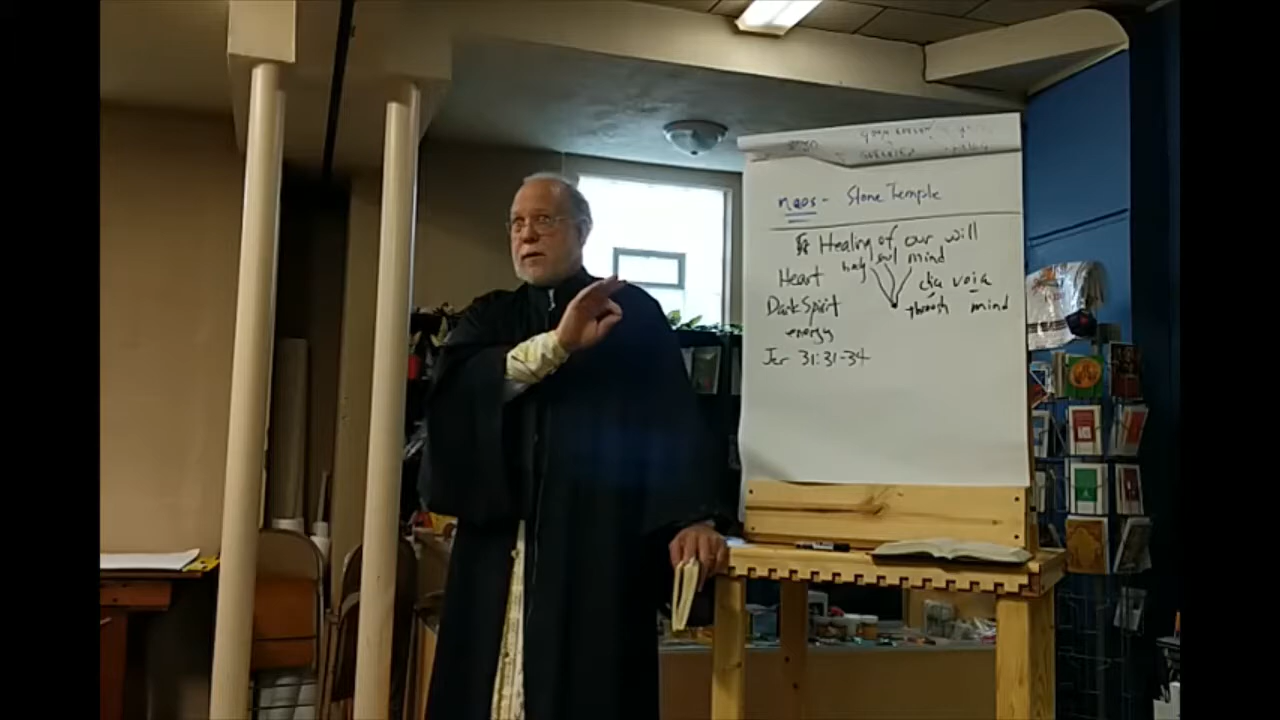 naos - Stone Temple
Healing of our will
Heart body soul mind
dia voia
Dark Spirit through mind
energy
Jer 31:31-34